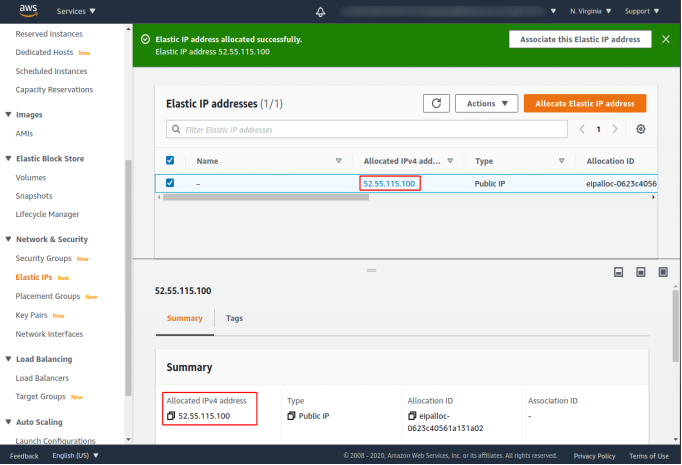 aws
Services
N. Virginia
Support
Reserved Instances
Dedicated Hosts New
Scheduled Instances
Capacity Reservations
Images
AMIs
Elastic Block Store
Volumes
Snapshots
Lifecycle Manager
Network & Security
Security Groups New
Elastic IPs New
Placement Groups New
Key Pairs New
Network Interfaces
Load Balancing
Load Balancers
Target Groups New
Auto Scaling
Launch Configurations
Elastic IP address allocated successfully.
Elastic IP address 52.55.115.100
Associate this Elastic IP address
Elastic IP addresses (1/1)
Actions
Allocate Elastic IP address
Filter Elastic IP addresses
1
Name
Allocated IPv4 add...
Type
Allocation ID
–
52.55.115.100
Public IP
eipalloc-0623c4056
52.55.115.100
Summary
Tags
Summary
Allocated IPv4 address
52.55.115.100
Type
Public IP
Allocation ID
eipalloc-
0623c40561a131a02
Association ID
-
Feedback
English (US)
© 2008 - 2020, Amazon Web Services, Inc. or its affiliates. All rights reserved.
Privacy Policy
Terms of Use